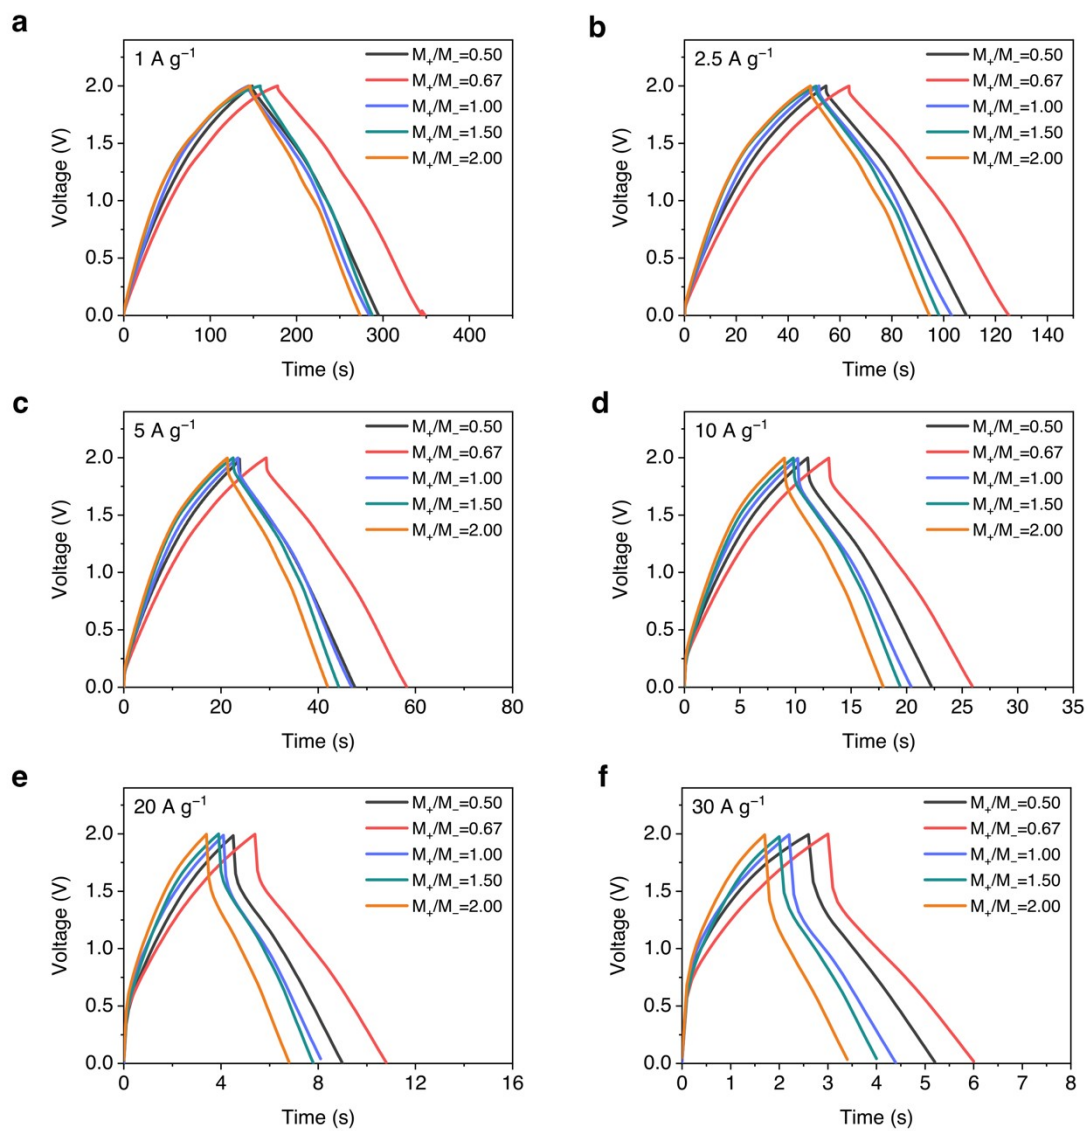 a
1 A g⁻¹
M₊/M₋=0.50
M₊/M₋=0.67
M₊/M₋=1.00
M₊/M₋=1.50
M₊/M₋=2.00
2.0
1.5
1.0
0.5
0.0
Voltage (V)
0 100 200 300 400
Time (s)
b
2.5 A g⁻¹
M₊/M₋=0.50
M₊/M₋=0.67
M₊/M₋=1.00
M₊/M₋=1.50
M₊/M₋=2.00
2.0
1.5
1.0
0.5
0.0
Voltage (V)
0 20 40 60 80 100 120 140
Time (s)
c
5 A g⁻¹
M₊/M₋=0.50
M₊/M₋=0.67
M₊/M₋=1.00
M₊/M₋=1.50
M₊/M₋=2.00
2.0
1.5
1.0
0.5
0.0
Voltage (V)
0 20 40 60 80
Time (s)
d
10 A g⁻¹
M₊/M₋=0.50
M₊/M₋=0.67
M₊/M₋=1.00
M₊/M₋=1.50
M₊/M₋=2.00
2.0
1.5
1.0
0.5
0.0
Voltage (V)
0 5 10 15 20 25 30 35
Time (s)
e
20 A g⁻¹
M₊/M₋=0.50
M₊/M₋=0.67
M₊/M₋=1.00
M₊/M₋=1.50
M₊/M₋=2.00
2.0
1.5
1.0
0.5
0.0
Voltage (V)
0 4 8 12 16
Time (s)
f
30 A g⁻¹
M₊/M₋=0.50
M₊/M₋=0.67
M₊/M₋=1.00
M₊/M₋=1.50
M₊/M₋=2.00
2.0
1.5
1.0
0.5
0.0
Voltage (V)
0 1 2 3 4 5 6 7 8
Time (s)